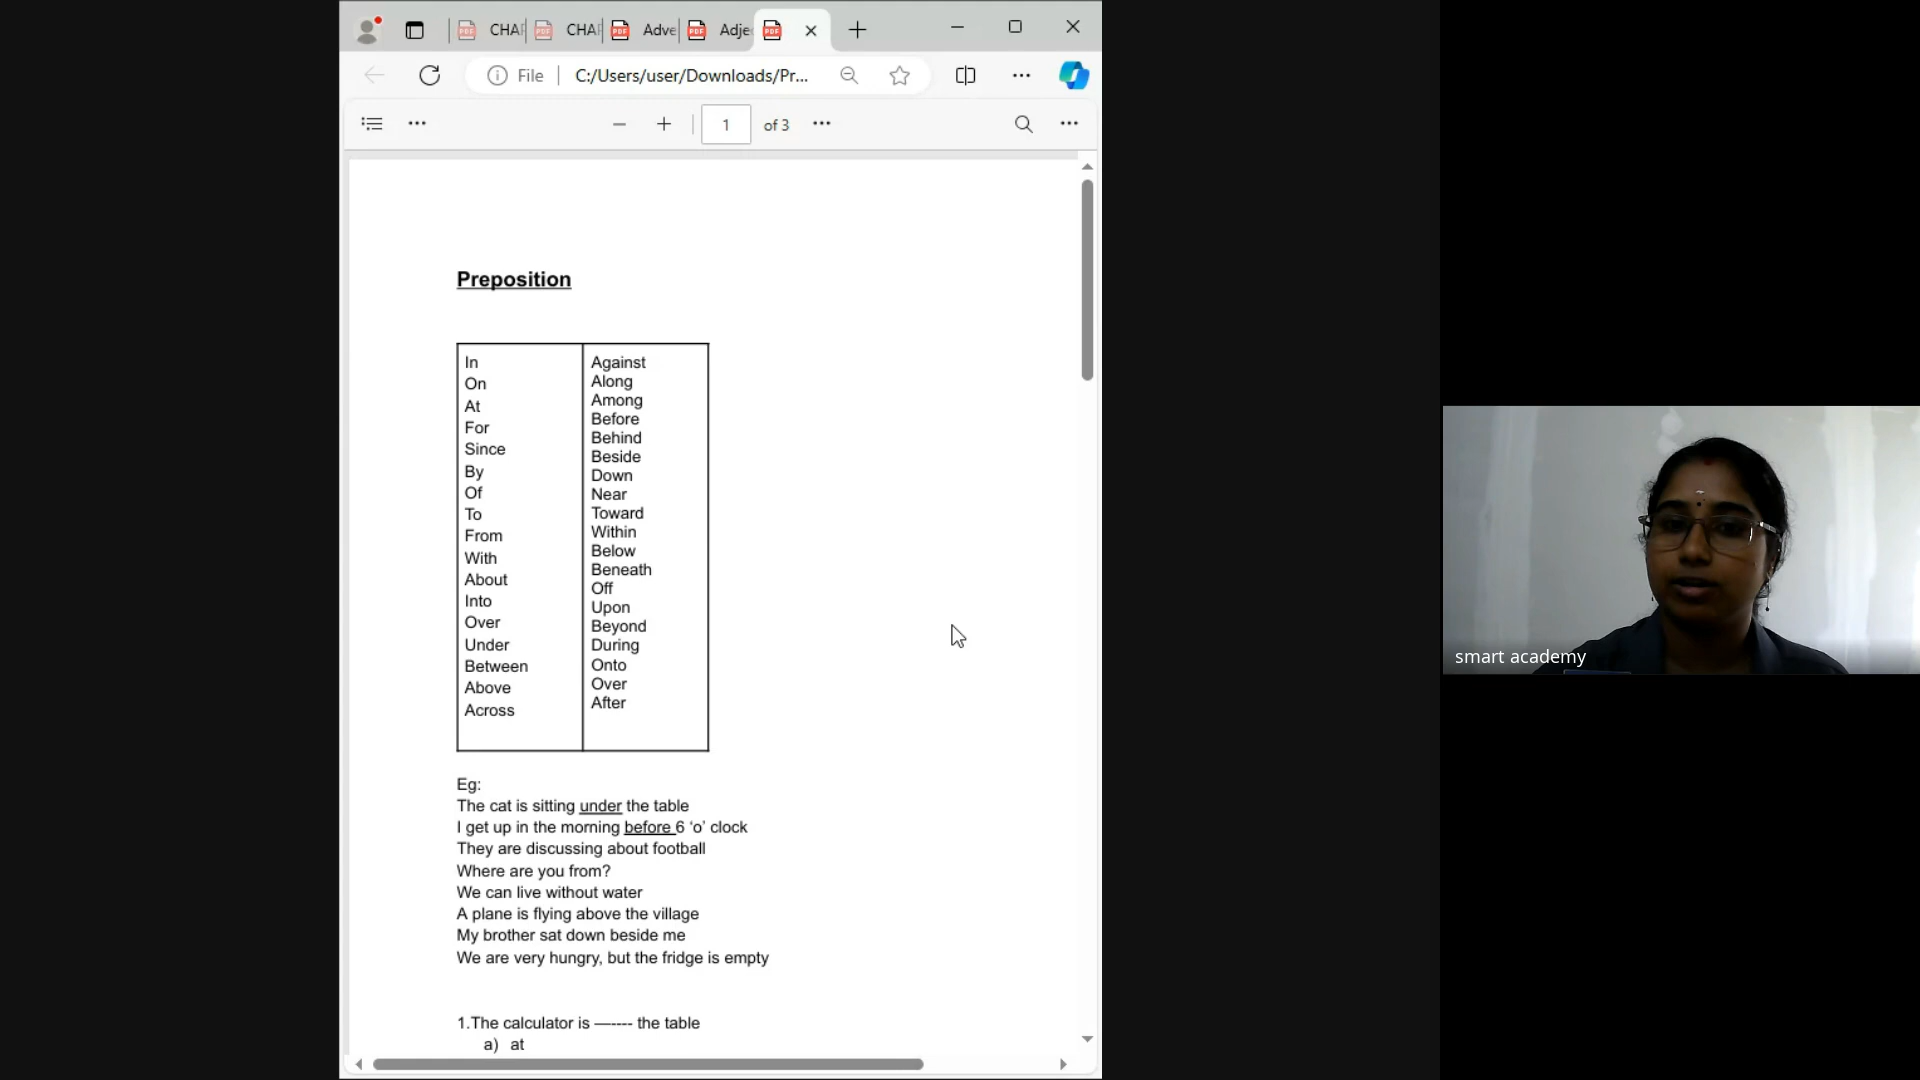 CHA
CHA
Adve
Adje
File
C:/Users/user/Downloads/Pr...
1 of 3
Preposition
In
On
At
For
Since
By
Of
To
From
With
About
Into
Over
Under
Between
Above
Across
Against
Along
Among
Before
Behind
Beside
Down
Near
Toward
Within
Below
Beneath
Off
Upon
Beyond
During
Onto
Over
After
Eg:
The cat is sitting under the table
I get up in the morning before 6 ‘o’ clock
They are discussing about football
Where are you from?
We can live without water
A plane is flying above the village
My brother sat down beside me
We are very hungry, but the fridge is empty
1.The calculator is —---- the table
a) at
smart academy